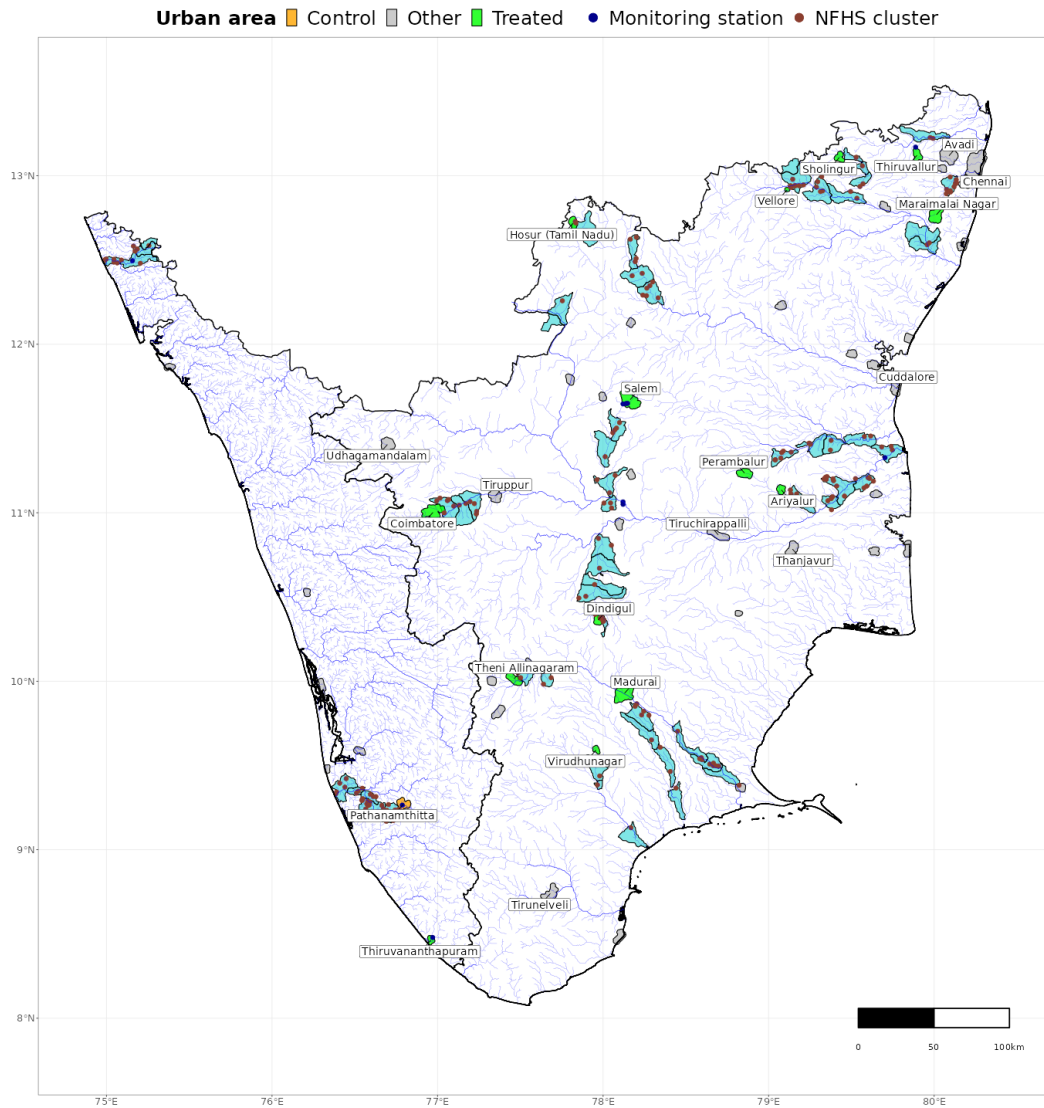 Urban area Control Other Treated Monitoring station NFHS cluster
Avadi
13°N
Sholingur
Thiruvallur
Chennai
Vellore
Maraimalai Nagar
Hosur (Tamil Nadu)
12°N
Cuddalore
Salem
Udhagamandalam
Perambalur
Tiruppur
Ariyalur
11°N
Coimbatore
Tiruchirappalli
Thanjavur
Dindigul
10°N
Theni Allinagaram
Madurai
Virudhunagar
Pathanamthitta
9°N
Tirunelveli
Thiruvananthapuram
8°N
0 50 100km
75°E 76°E 77°E 78°E 79°E 80°E